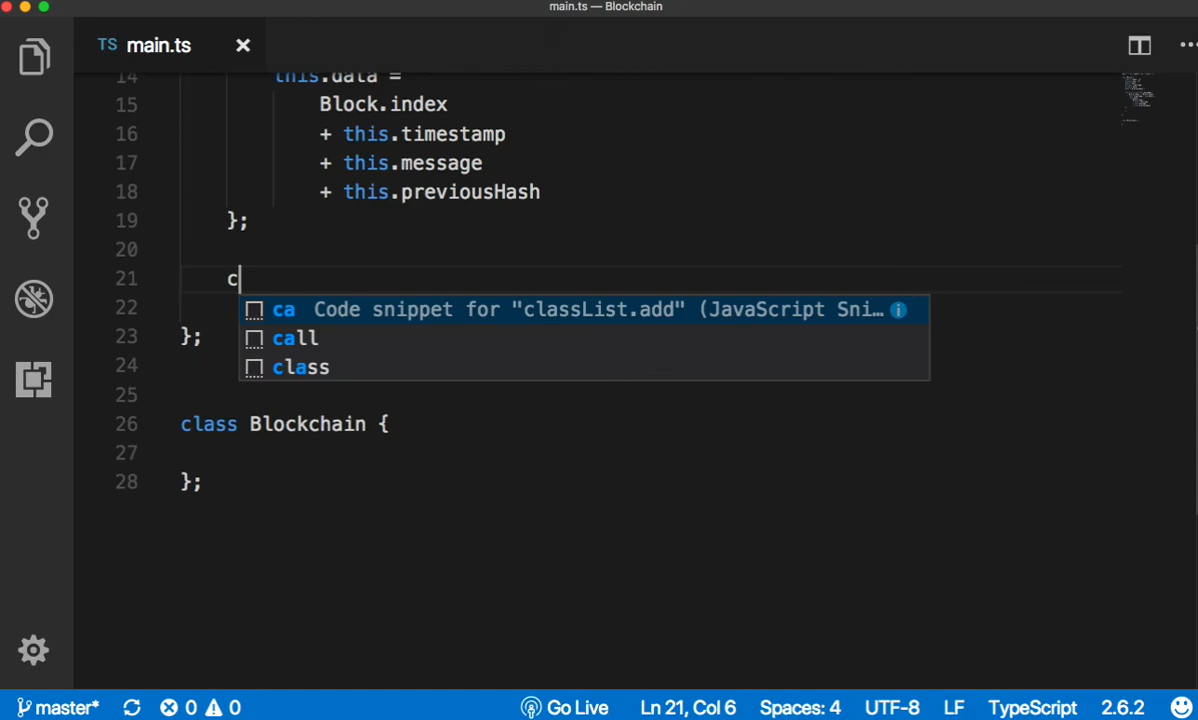 main.ts — Blockchain
TS main.ts ×
14 this.data =
15 Block.index
16 + this.timestamp
17 + this.message
18 + this.previousHash
19 };
20
21 c
22 ca Code snippet for "classList.add" (JavaScript Sni…
23 }; call
24 class
25
26 class Blockchain {
27
28 };
master* 0 0 Go Live Ln 21, Col 6 Spaces: 4 UTF-8 LF TypeScript 2.6.2